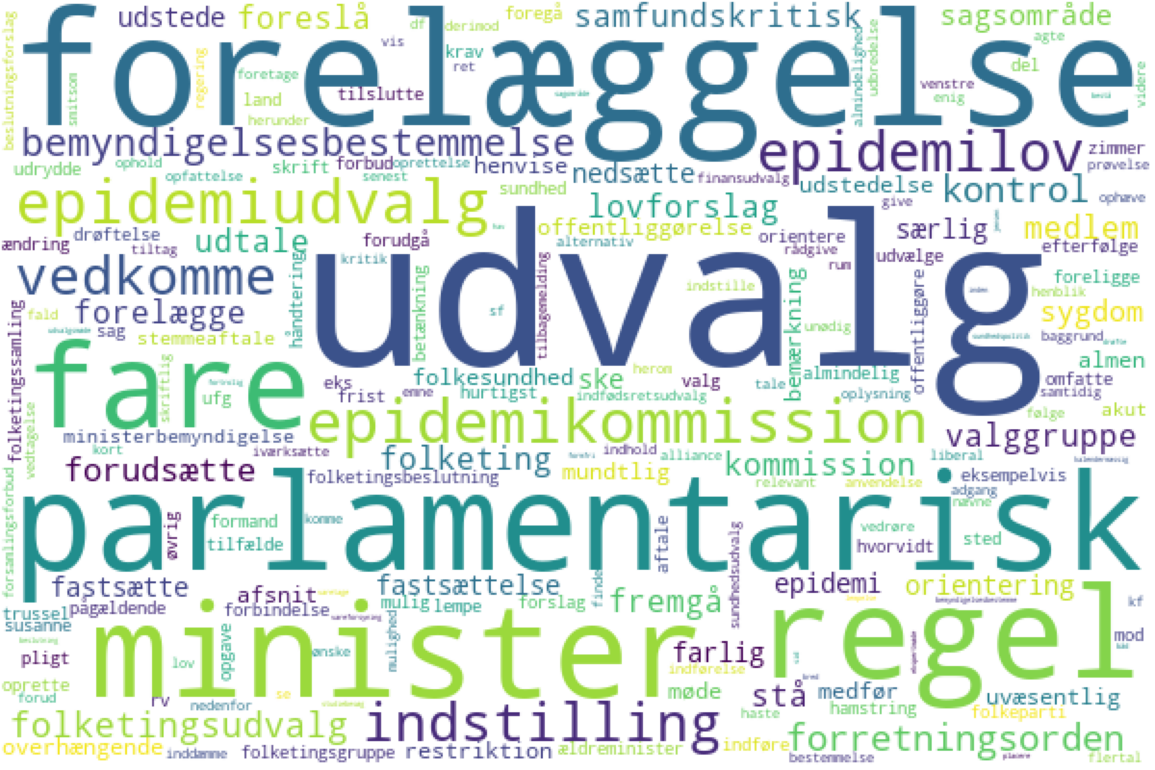 udstede foreslå df derimod foregå samfundskritisk sagsområde
beslutningsforslag
forelæggelse
vis krav ret agte del videre
smitsom regering foretage land tilslutte herunder almindelighed udbredelse venstre enig
bemyndigelsesbestemmelse epidemilov zimmer
udrydde ophold opfattelse skrift forbud oprettelse senest henvise nedsætte finansudvalg prøvelse
epidemiudvalg sundhed lovforslag udstedelse kontrol ophæve
ændring drøftelse tiltag udtale forudgå offentliggørelse alternativ orientere rådgive give særlig medlem
udvalg
vedkomme håndtering kritik betænkning sf tilbagemelding indstille rum udvælge efterfølge
foreligge henblik
folketingssamling fald sag forelægge stemmeaftale bemærkning unødig offentliggøre sygdom baggrund
fare
skriftlig ufg eks frist emne folkesundhed hurtigst ske herom valg tale almindelig oplysning almen omfatte samtidig
indfødsretsudvalg følge akut
vedtagelse ministerbemyndigelse kort iværksætte epidemikommission valggruppe
forudsætte folketing folketingsbeslutning indhold mundtlig alliance kommission relevant anvendelse liberal eksempelvis
adgang nævne
parlamentarisk
forsamlingsforbud øvrig formand tilfælde komme aftale vedrøre hvorvidt sted
fastsætte afsnit fastsættelse finde sundhedsudvalg epidemi orientering
trussel pågældende forbindelse mulig lempe forslag fremgå kf
susanne
minister regel
pligt lov opgave ønske mulighed farlig mod
oprette indførelse
forud rv nedenfor se møde stå medfør uvæsentlig
folketingsudvalg indstilling haste hamstring folkeparti
forretningsorden
overhængende inddæmme folketingsgruppe restriktion ældreminister indføre bestemmelse flertal